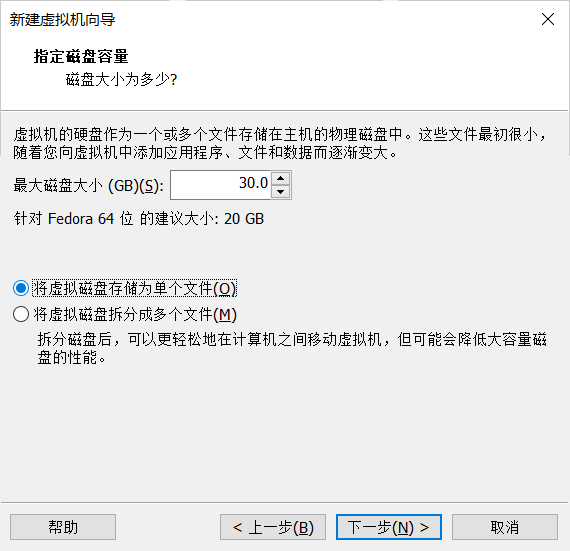 新建虚拟机向导
指定磁盘容量
磁盘大小为多少?
虚拟机的硬盘作为一个或多个文件存储在主机的物理磁盘中。这些文件最初很小，
随着您向虚拟机中添加应用程序、文件和数据而逐渐变大。
最大磁盘大小 (GB)(S): 30.0
针对 Fedora 64 位 的建议大小: 20 GB
将虚拟磁盘存储为单个文件(O)
将虚拟磁盘拆分成多个文件(M)
拆分磁盘后，可以更轻松地在计算机之间移动虚拟机，但可能会降低大容量磁
盘的性能。
帮助 < 上一步(B) 下一步(N) > 取消